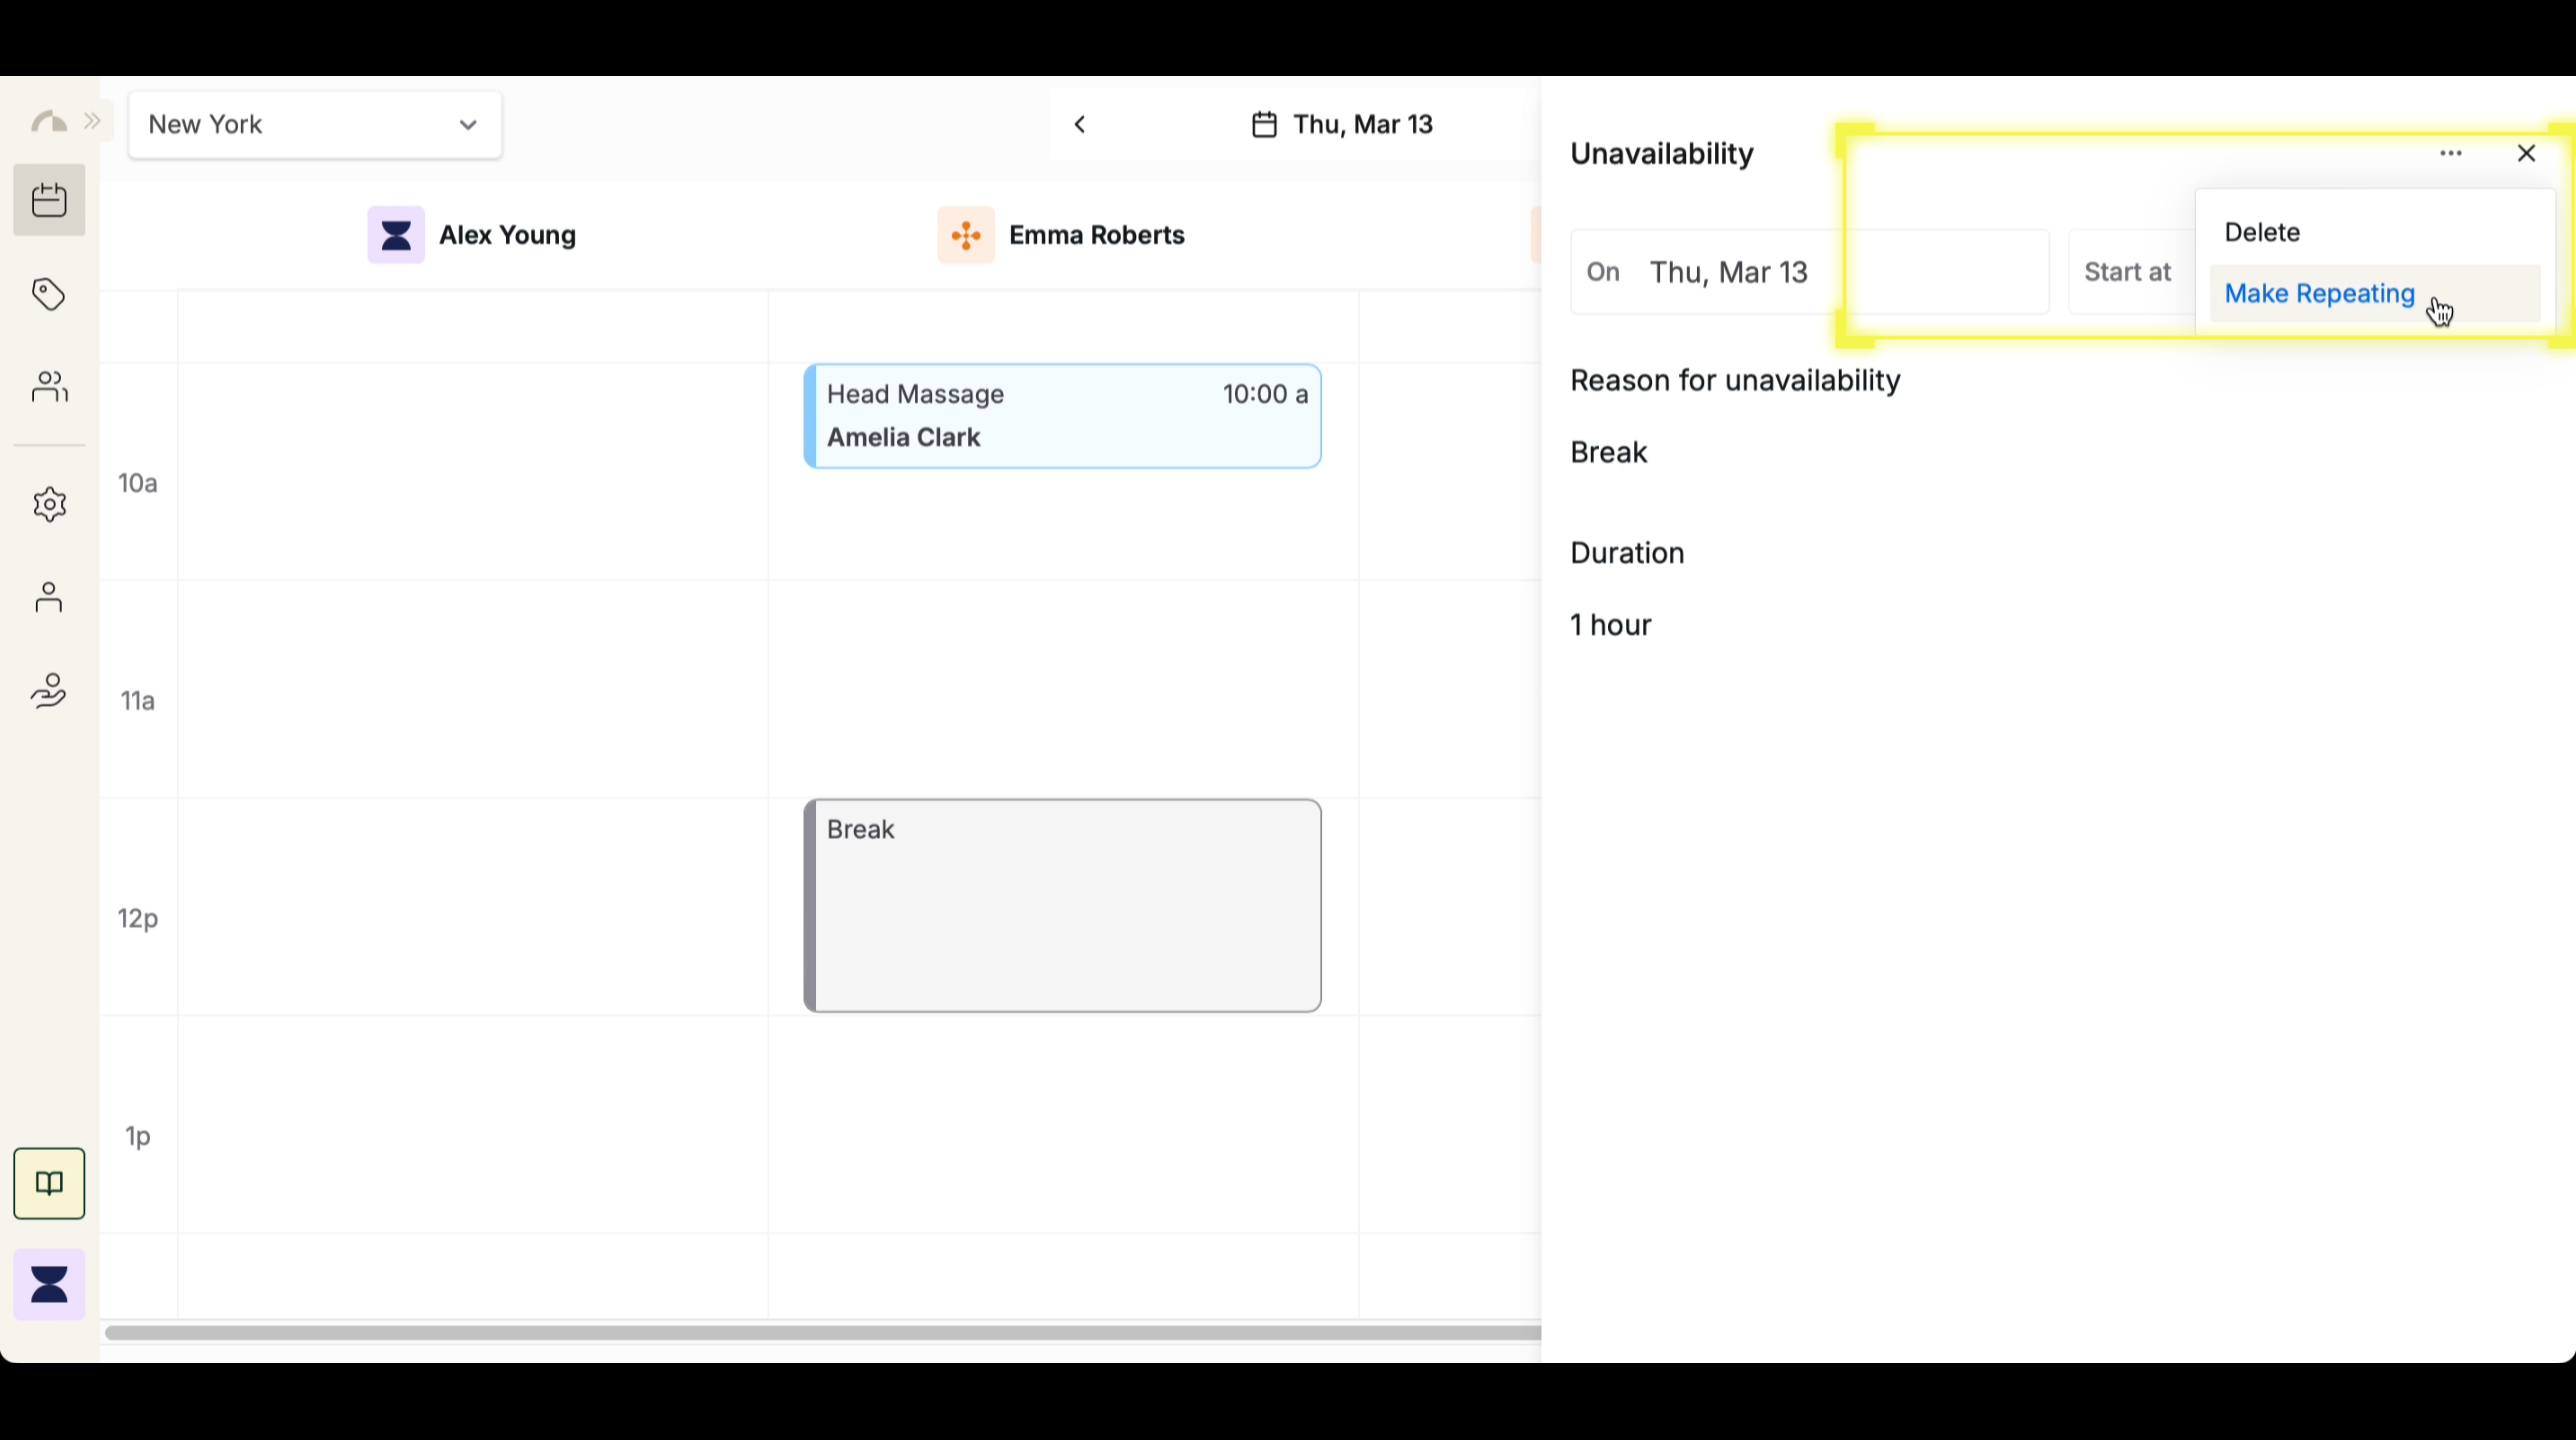 New York
Thu, Mar 13
Alex Young
Emma Roberts
10a
11a
12p
1p
Head Massage 10:00 a
Amelia Clark
Break
Unavailability
On Thu, Mar 13
Start at
Delete
Make Repeating
Reason for unavailability
Break
Duration
1 hour